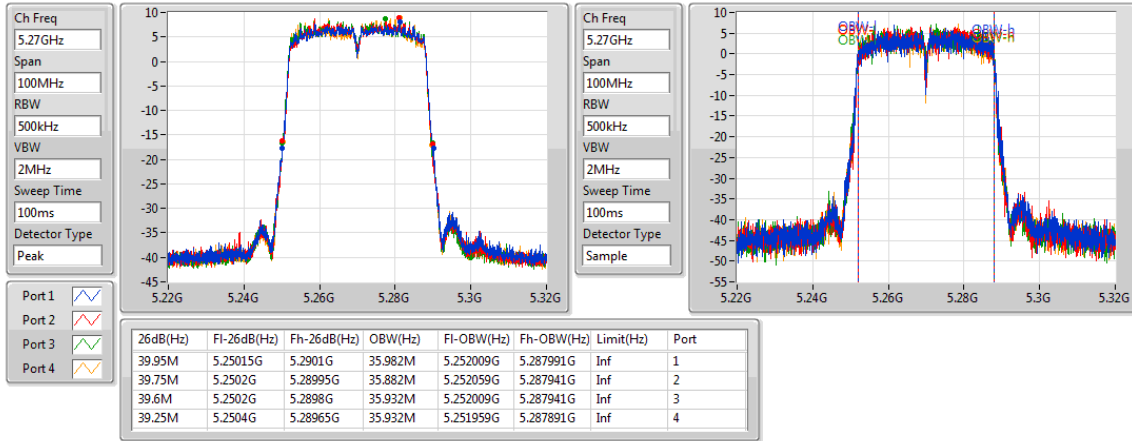 Ch Freq
5.27GHz
Span
100MHz
RBW
500kHz
VBW
2MHz
Sweep Time
100ms
Detector Type
Peak
10
5
0
-5
-10
-15
-20
-25
-30
-35
-40
-45
5.22G 5.24G 5.26G 5.28G 5.3G 5.32G
Ch Freq
5.27GHz
Span
100MHz
RBW
500kHz
VBW
2MHz
Sweep Time
100ms
Detector Type
Sample
10
5
0
-5
-10
-15
-20
-25
-30
-35
-40
-45
-50
-55
5.22G 5.24G 5.26G 5.28G 5.3G 5.32G
Port 1
Port 2
Port 3
Port 4
26dB(Hz) Fl-26dB(Hz) Fh-26dB(Hz) OBW(Hz) Fl-OBW(Hz) Fh-OBW(Hz) Limit(Hz) Port
39.95M 5.25015G 5.2901G 35.982M 5.252009G 5.287991G Inf 1
39.75M 5.2502G 5.28995G 35.882M 5.252059G 5.287941G Inf 2
39.6M 5.2502G 5.2898G 35.932M 5.252009G 5.287941G Inf 3
39.25M 5.2504G 5.28965G 35.932M 5.251959G 5.287891G Inf 4